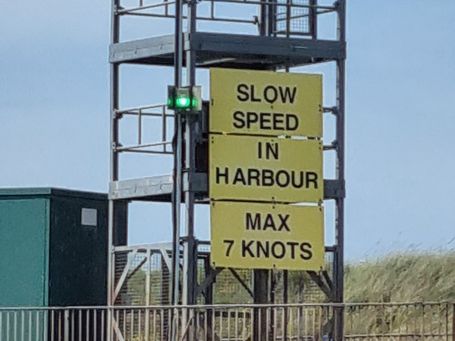 SLOW
SPEED
IN
HARBOUR
MAX
7 KNOTS